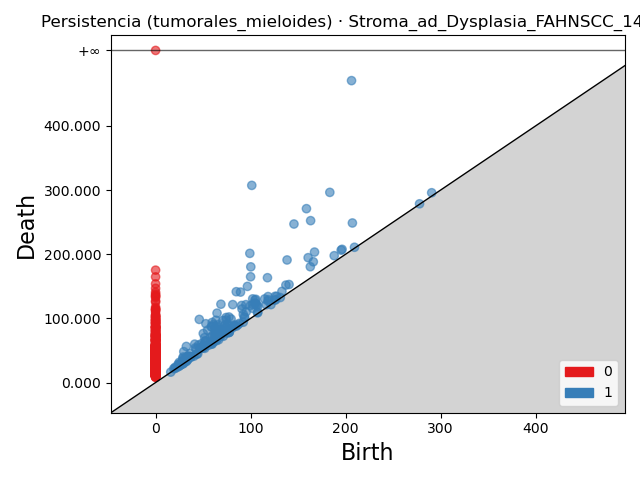 Persistencia (tumorales_mieloides) · Stroma_ad_Dysplasia_FAHNSCC_14
+∞
400.000
300.000
200.000
100.000
0.000
Death
0
1
0 100 200 300 400
Birth